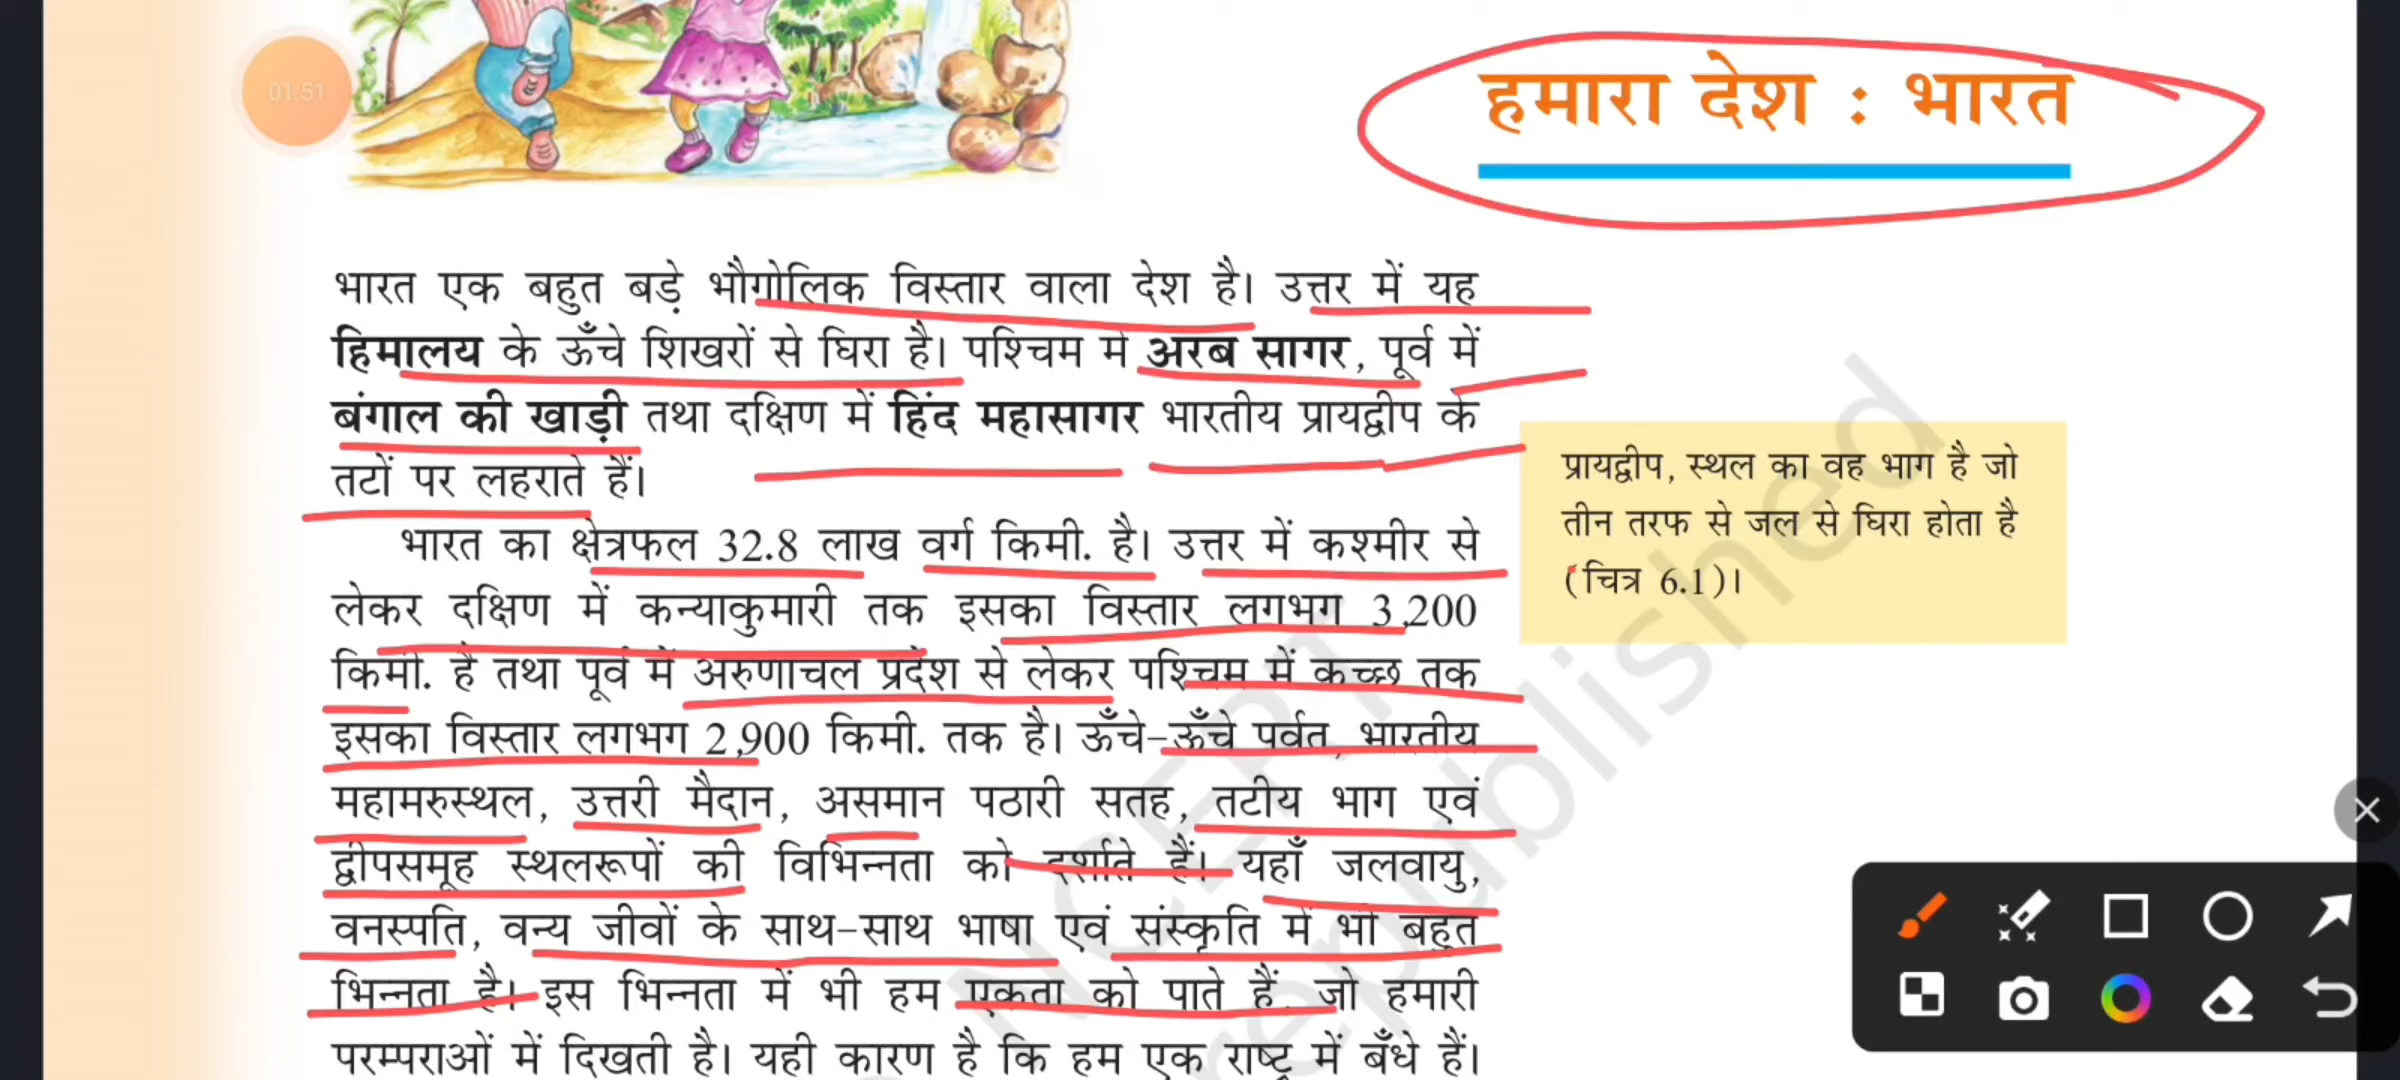 01:51
हमारा देश : भारत
भारत एक बहुत बड़े भौगोलिक विस्तार वाला देश है। उत्तर में यह
हिमालय के ऊँचे शिखरों से घिरा है। पश्चिम में अरब सागर, पूर्व में
बंगाल की खाड़ी तथा दक्षिण में हिंद महासागर भारतीय प्रायद्वीप के
तटों पर लहराते हैं।
भारत का क्षेत्रफल 32.8 लाख वर्ग किमी. है। उत्तर में कश्मीर से
लेकर दक्षिण में कन्याकुमारी तक इसका विस्तार लगभग 3,200
किमी. है तथा पूर्व में अरुणाचल प्रदेश से लेकर पश्चिम में कच्छ तक
इसका विस्तार लगभग 2,900 किमी. तक है। ऊँचे-ऊँचे पर्वत, भारतीय
महामरुस्थल, उत्तरी मैदान, असमान पठारी सतह, तटीय भाग एवं
द्वीपसमूह स्थलरूपों की विभिन्नता को दर्शाते हैं। यहाँ जलवायु,
वनस्पति, वन्य जीवों के साथ-साथ भाषा एवं संस्कृति में भी बहुत
भिन्नता है। इस भिन्नता में भी हम एकता को पाते हैं, जो हमारी
परम्पराओं में दिखती है। यही कारण है कि हम एक राष्ट्र में बँधे हैं।
प्रायद्वीप, स्थल का वह भाग है जो
तीन तरफ से जल से घिरा होता है
(चित्र 6.1)।
NCERT
republished